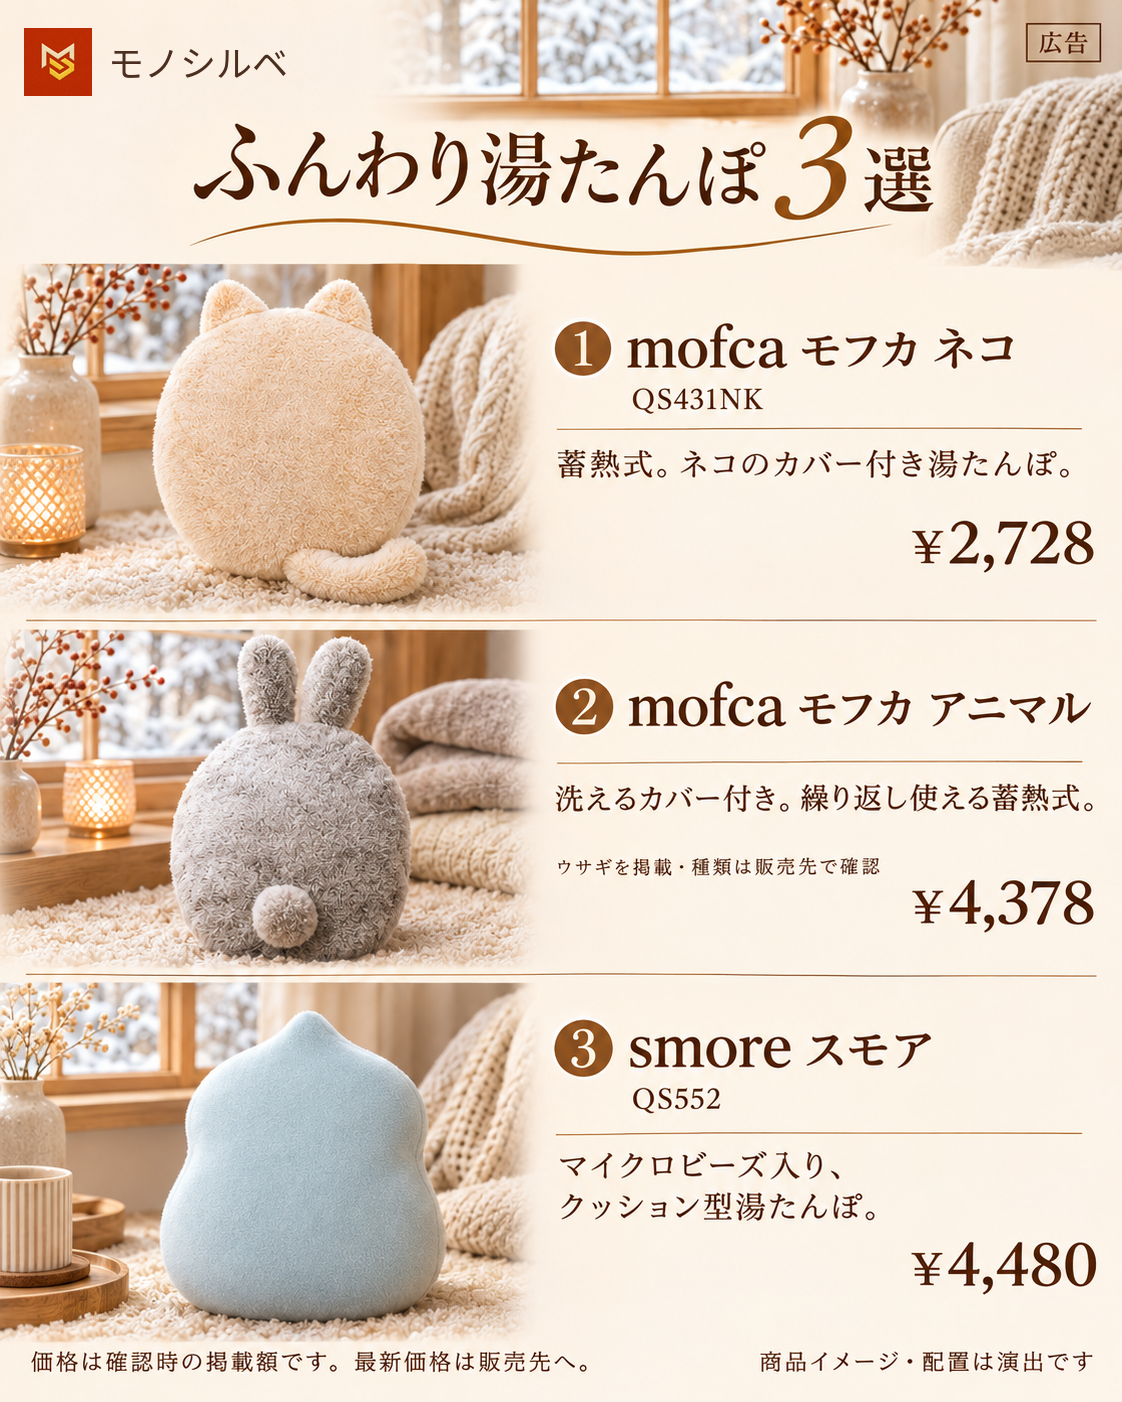 モノシルベ
広告
ふんわり湯たんぽ3選
1 mofca モフカ ネコ
QS431NK
蓄熱式。ネコのカバー付き湯たんぽ。
¥2,728
2 mofca モフカ アニマル
洗えるカバー付き。繰り返し使える蓄熱式。
ウサギを掲載・種類は販売先で確認
¥4,378
3 smore スモア
QS552
マイクロビーズ入り、
クッション型湯たんぽ。
¥4,480
価格は確認時の掲載額です。最新価格は販売先へ。
商品イメージ・配置は演出です